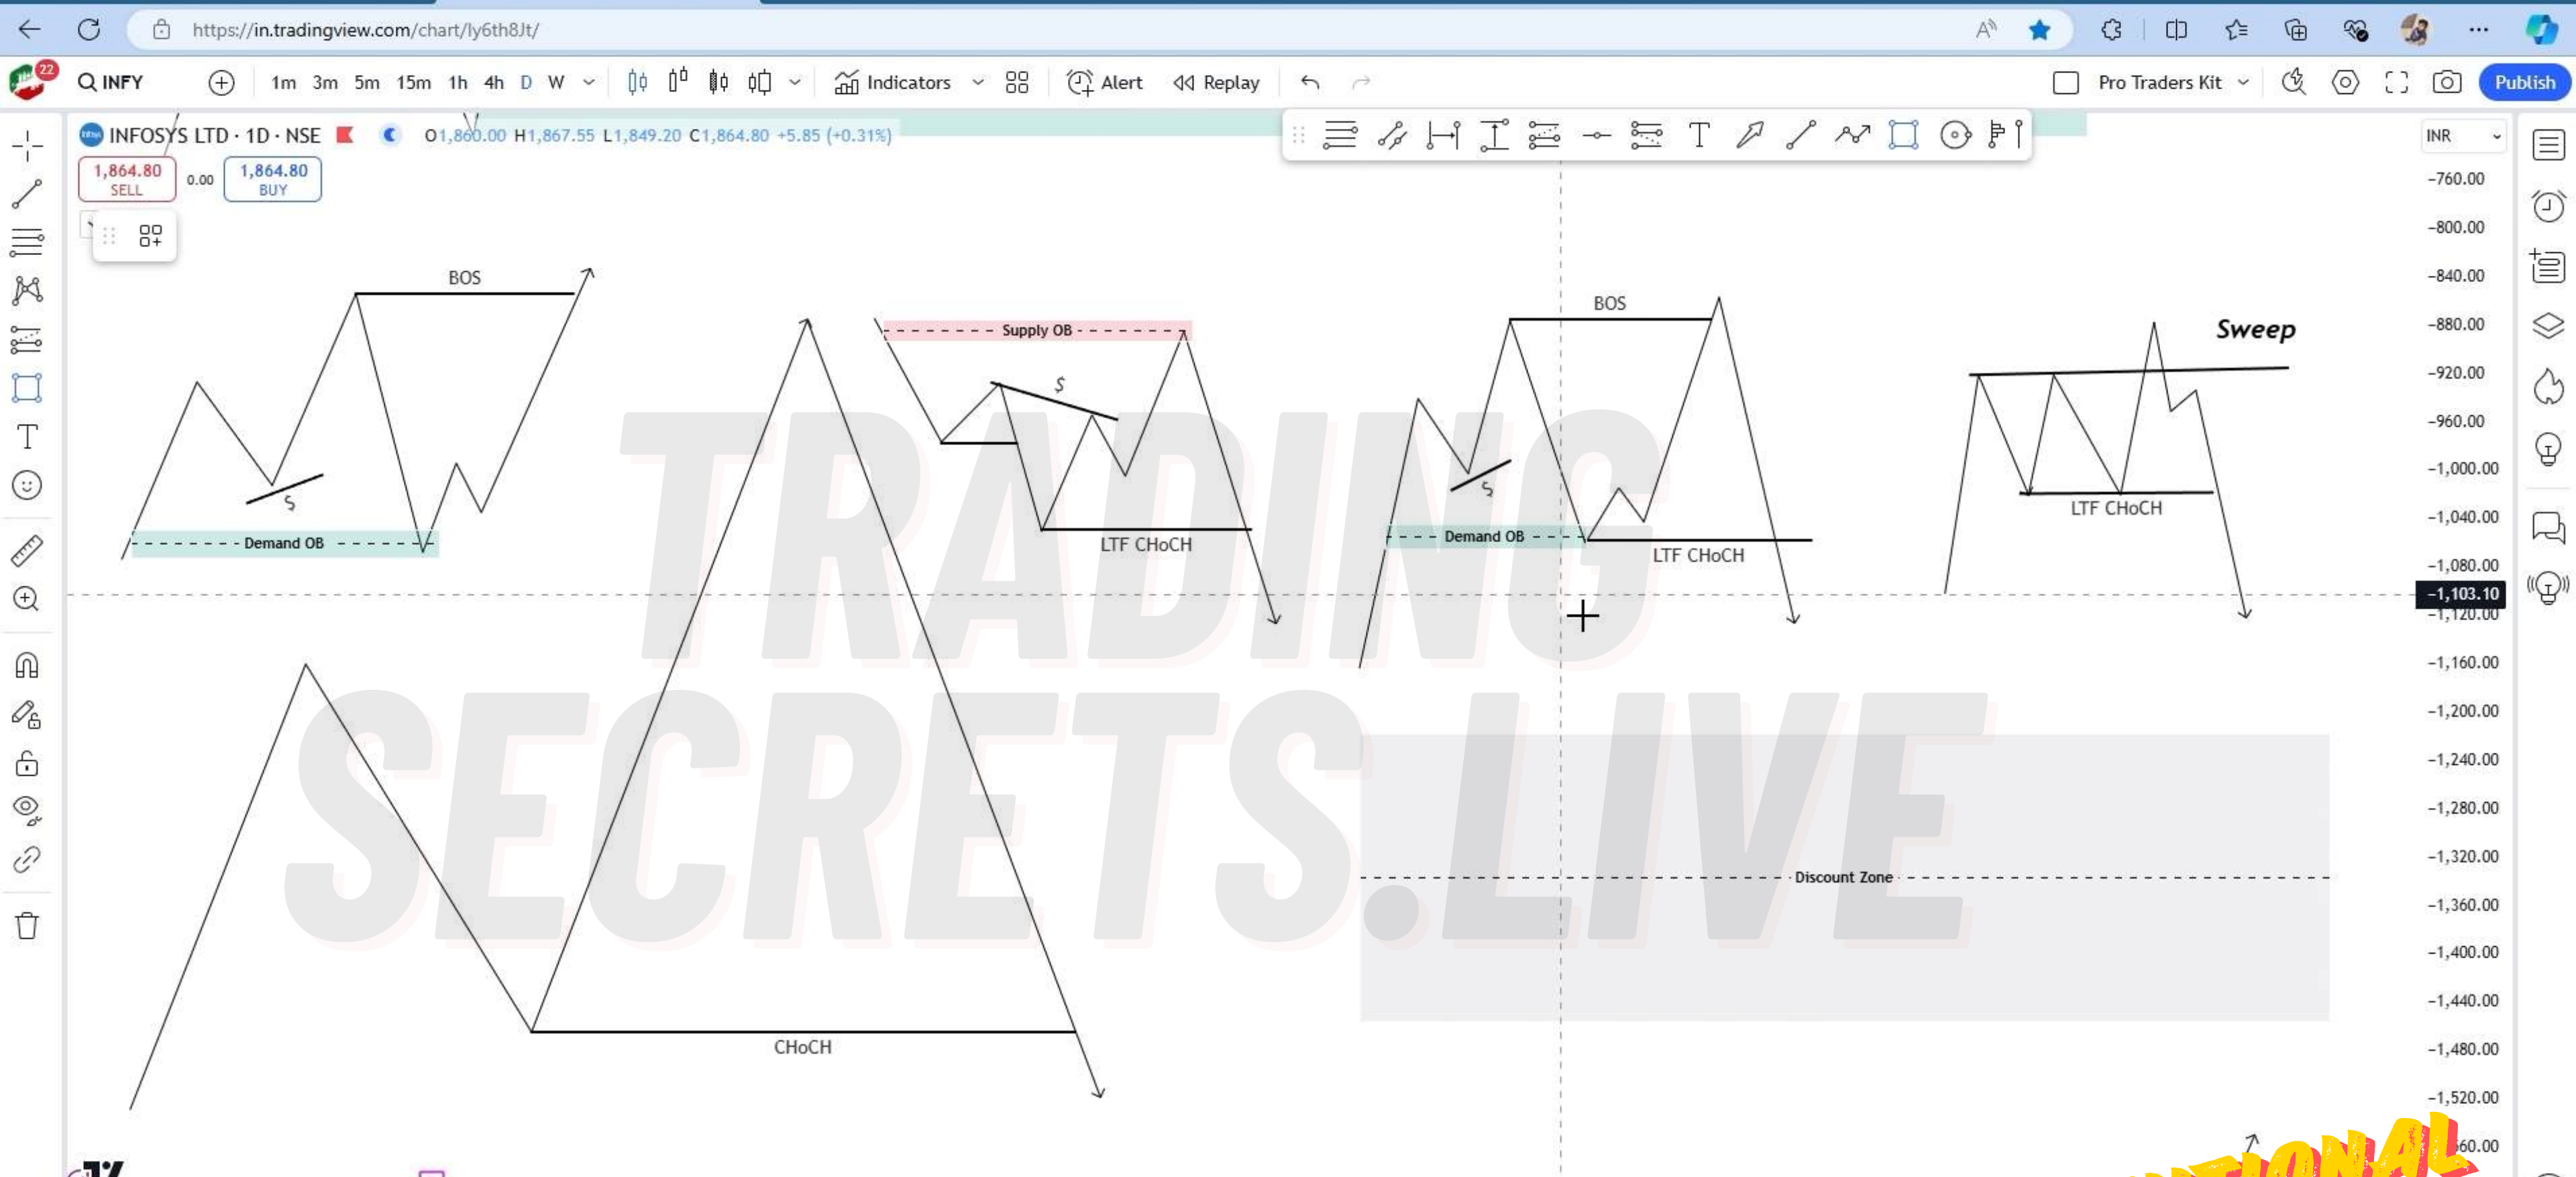 https://in.tradingview.com/chart/Iy6th8Jt/
22
INFY
1m 3m 5m 15m 1h 4h D W
Indicators
Alert
Replay
Pro Traders Kit
Publish
INFOSYS LTD · 1D · NSE
O1,860.00 H1,867.55 L1,849.20 C1,864.80 +5.85 (+0.31%)
INR
1,864.80
SELL
0.00
1,864.80
BUY
BOS
$
Demand OB
Supply OB
$
LTF CHoCH
BOS
$
Demand OB
LTF CHoCH
Sweep
LTF CHoCH
CHoCH
Discount Zone
TRADING
SECRETS.LIVE
−760.00
−800.00
−840.00
−880.00
−920.00
−960.00
−1,000.00
−1,040.00
−1,080.00
−1,103.10
−1,120.00
−1,160.00
−1,200.00
−1,240.00
−1,280.00
−1,320.00
−1,360.00
−1,400.00
−1,440.00
−1,480.00
−1,520.00